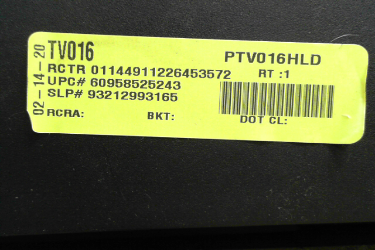 02-14-20
TV016 PTV016HLD
RCTR 01144911226453572 RT :1
UPC# 60958525243
SLP# 93212993165
RCRA: BKT: DOT CL: